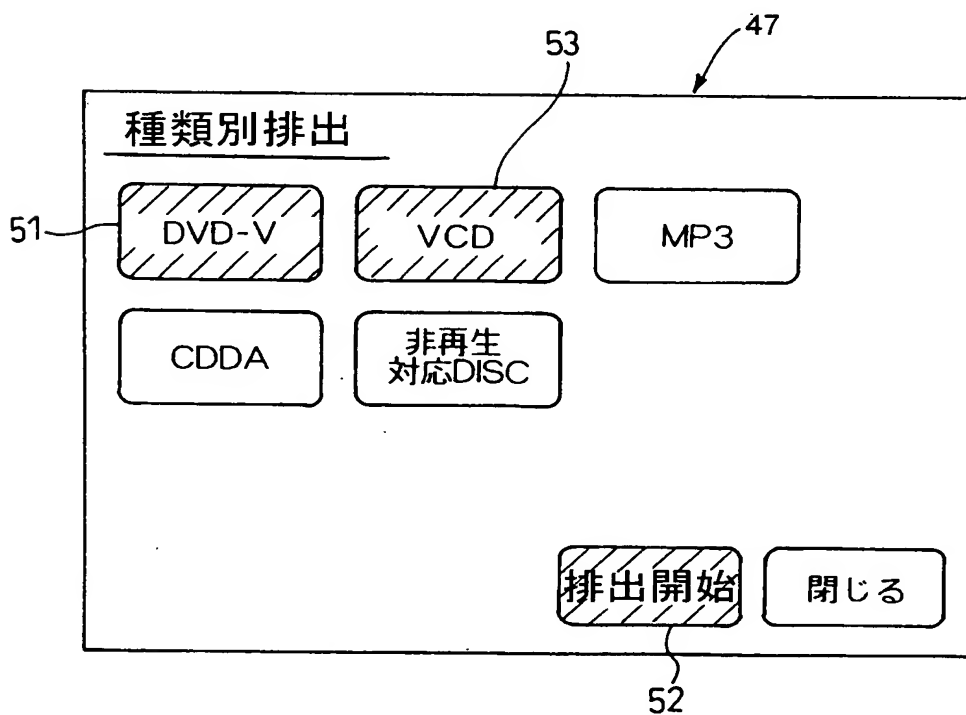 47
53
種類別排出
51
DVD-V
VCD
MP3
CDDA
非再生
対応DISC
排出開始
閉じる
52